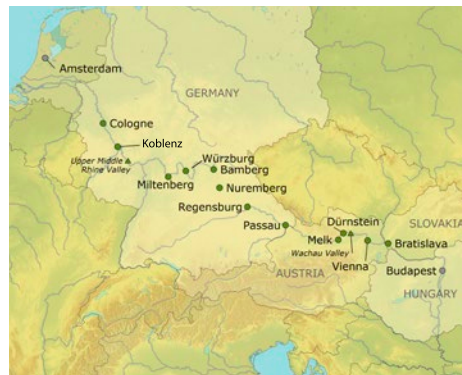 Amsterdam
GERMANY
Cologne
Koblenz
Upper Middle
Rhine Valley
Würzburg
Bamberg
Miltenberg
Nuremberg
Regensburg
Passau
Dürnstein
SLOVAKIA
Melk
Bratislava
Wachau Valley
Vienna
Budapest
AUSTRIA
HUNGARY